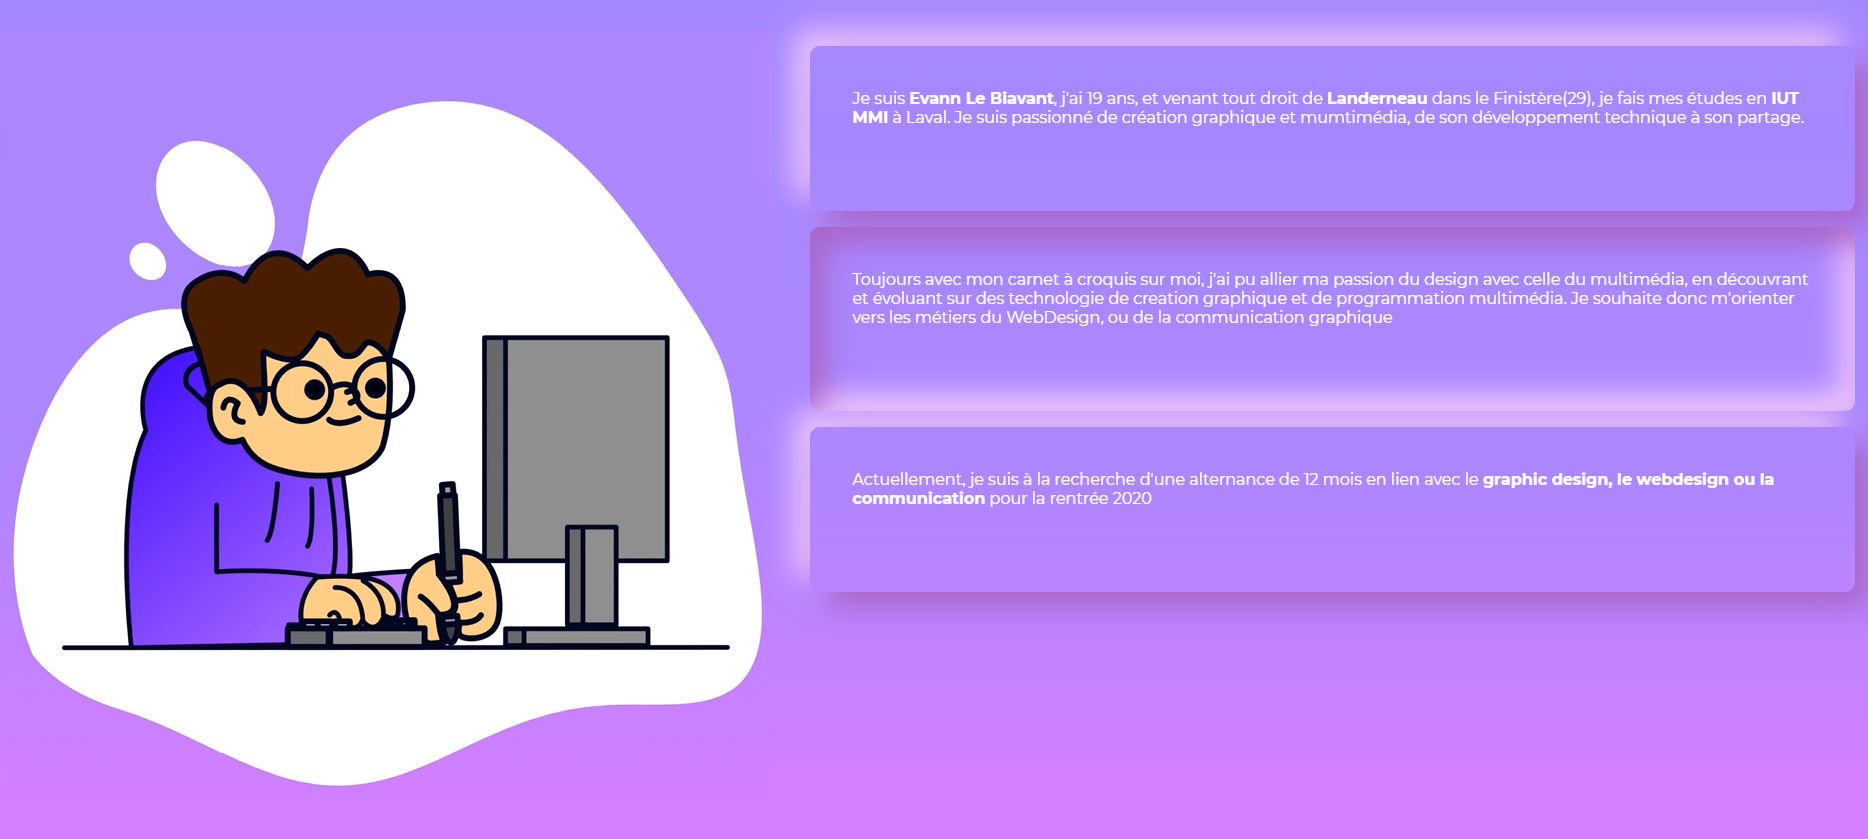 Je suis Evann Le Biavant, j'ai 19 ans, et venant tout droit de Landerneau dans le Finistère(29), je fais mes études en IUT
MMI à Laval. Je suis passionné de création graphique et mumtimédia, de son développement technique à son partage.
Toujours avec mon carnet à croquis sur moi, j'ai pu allier ma passion du design avec celle du multimédia, en découvrant
et évoluant sur des technologie de creation graphique et de programmation multimédia. Je souhaite donc m'orienter
vers les métiers du WebDesign, ou de la communication graphique
Actuellement, je suis à la recherche d'une alternance de 12 mois en lien avec le graphic design, le webdesign ou la
communication pour la rentrée 2020